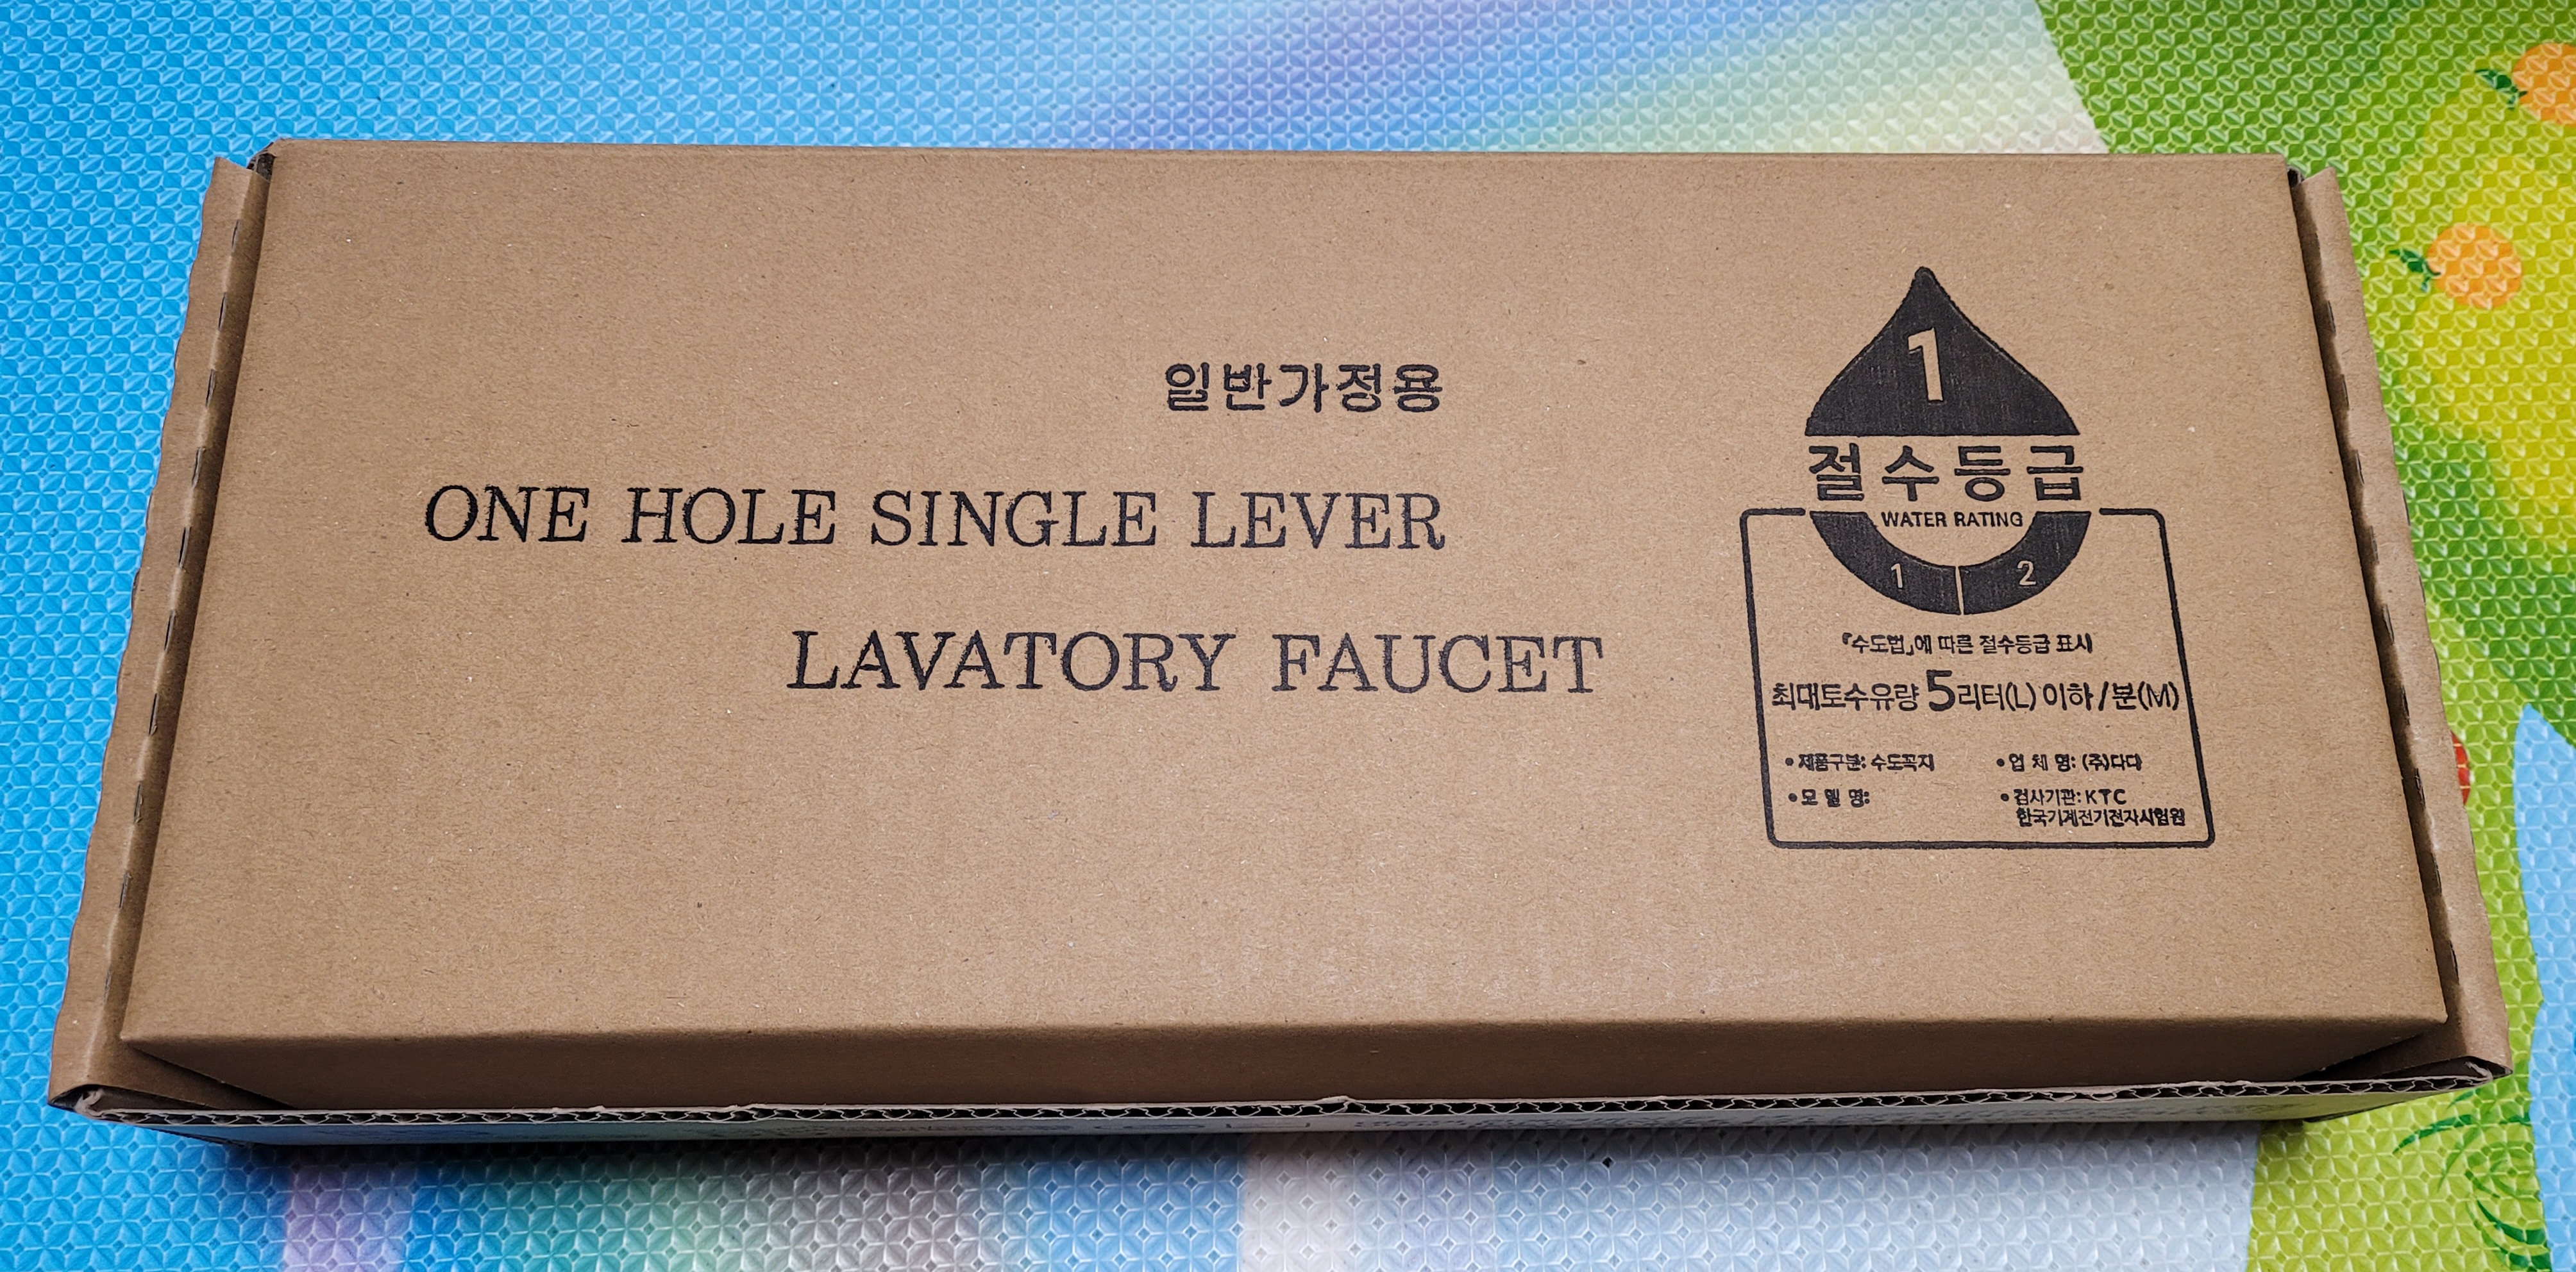 일반가정용
ONE HOLE SINGLE LEVER
LAVATORY FAUCET
1
절수등급
WATER RATING
1 2
『수도법』에 따른 절수등급 표시
최대토수유량 5리터(L) 이하/분(M)
• 제품구분: 수도꼭지
• 업 체 명: (주)다다
• 모 델 명:
• 검사기관: KTC
한국기계전기전자시험원